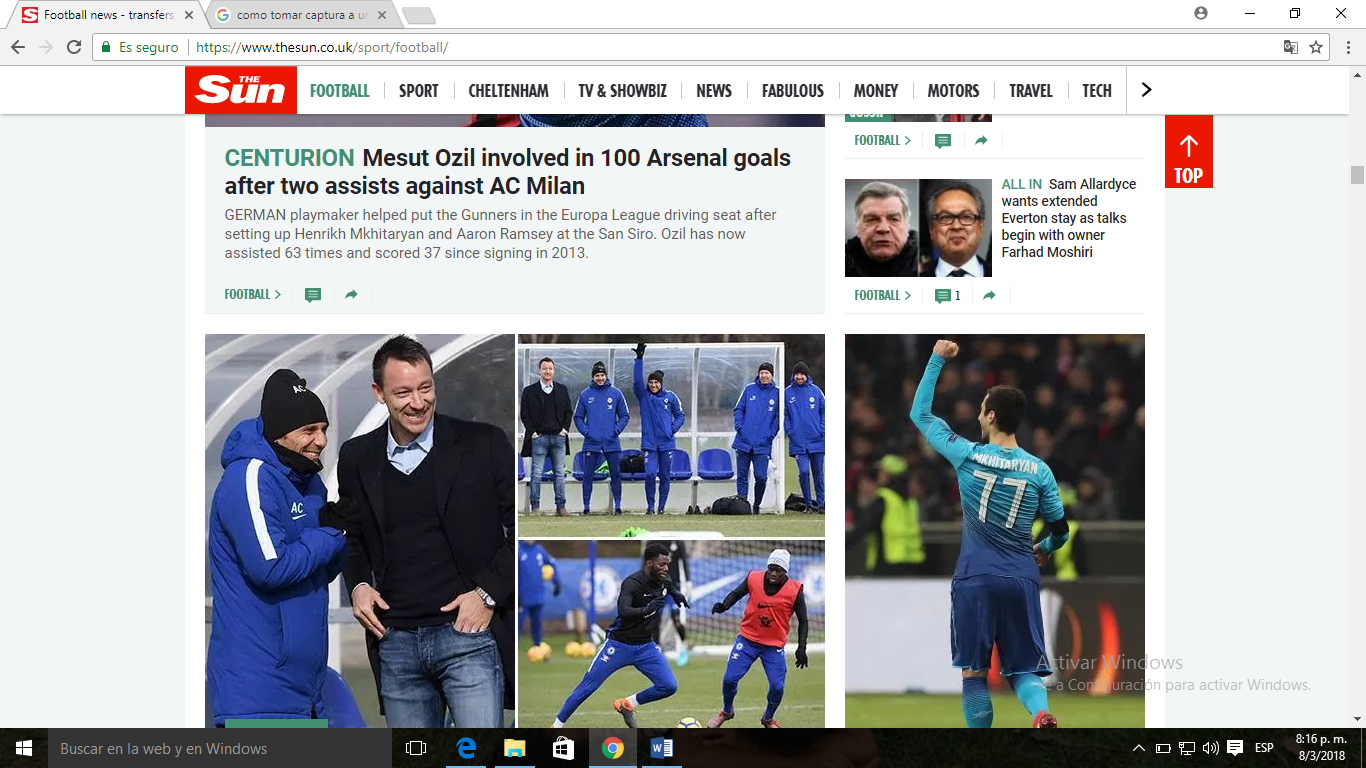 Football news - transfers
como tomar captura a un
Es seguro
https://www.thesun.co.uk/sport/football/
THE
Sun
FOOTBALL
SPORT
CHELTENHAM
TV & SHOWBIZ
NEWS
FABULOUS
MONEY
MOTORS
TRAVEL
TECH
CENTURION Mesut Ozil involved in 100 Arsenal goals
after two assists against AC Milan
GERMAN playmaker helped put the Gunners in the Europa League driving seat after
setting up Henrikh Mkhitaryan and Aaron Ramsey at the San Siro. Ozil has now
assisted 63 times and scored 37 since signing in 2013.
FOOTBALL >
FOOTBALL >
ALL IN Sam Allardyce
wants extended
Everton stay as talks
begin with owner
Farhad Moshiri
FOOTBALL >
1
TOP
AC
AC
MKHITARYAN
77
Activar Windows
Ve a Configuración para activar Windows.
Buscar en la web y en Windows
ESP
8:16 p. m.
8/3/2018